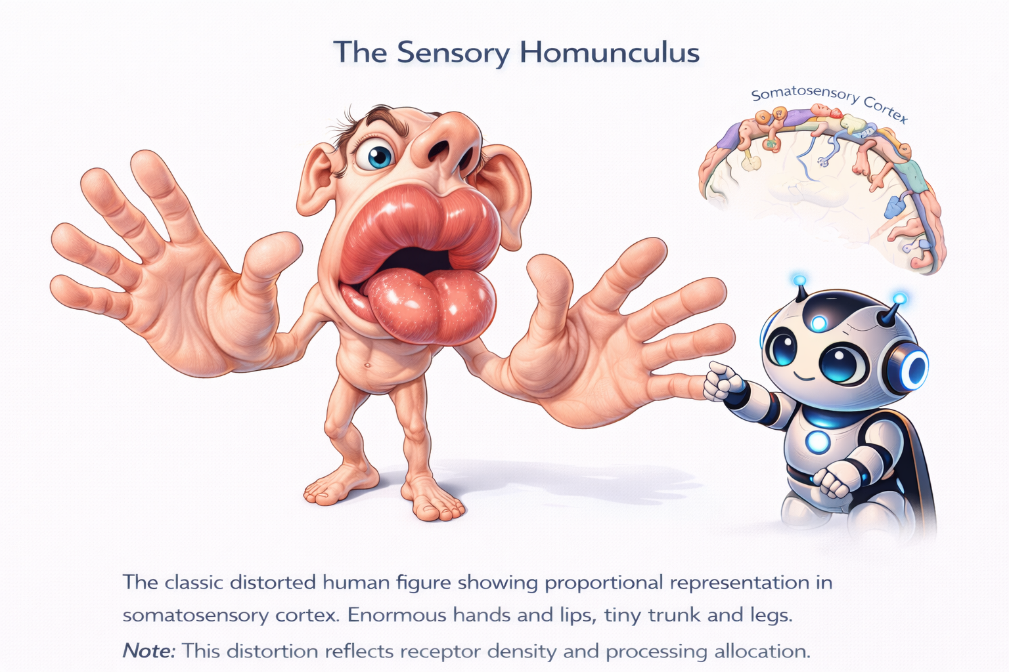 The Sensory Homunculus
Somatosensory Cortex
The classic distorted human figure showing proportional representation in
somatosensory cortex. Enormous hands and lips, tiny trunk and legs.
Note: This distortion reflects receptor density and processing allocation.